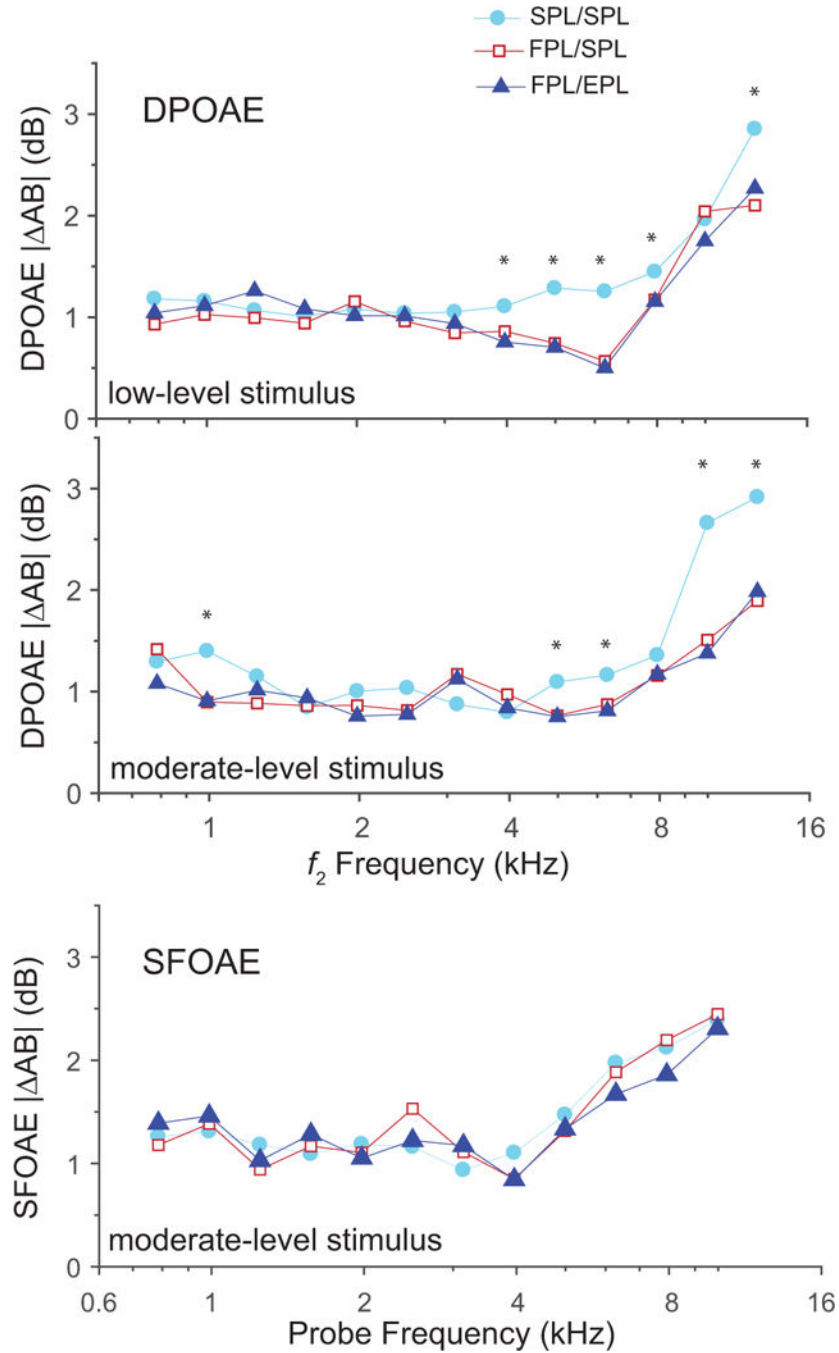 SPL/SPL
FPL/SPL
FPL/EPL
DPOAE
DPOAE |ΔAB| (dB)
3
2
1
0
* * * * *
low-level stimulus
DPOAE |ΔAB| (dB)
3
2
1
0
* * * * *
moderate-level stimulus
1 2 4 8 16
f2 Frequency (kHz)
SFOAE
SFOAE |ΔAB| (dB)
3
2
1
0
moderate-level stimulus
0.6 1 2 4 8 16
Probe Frequency (kHz)